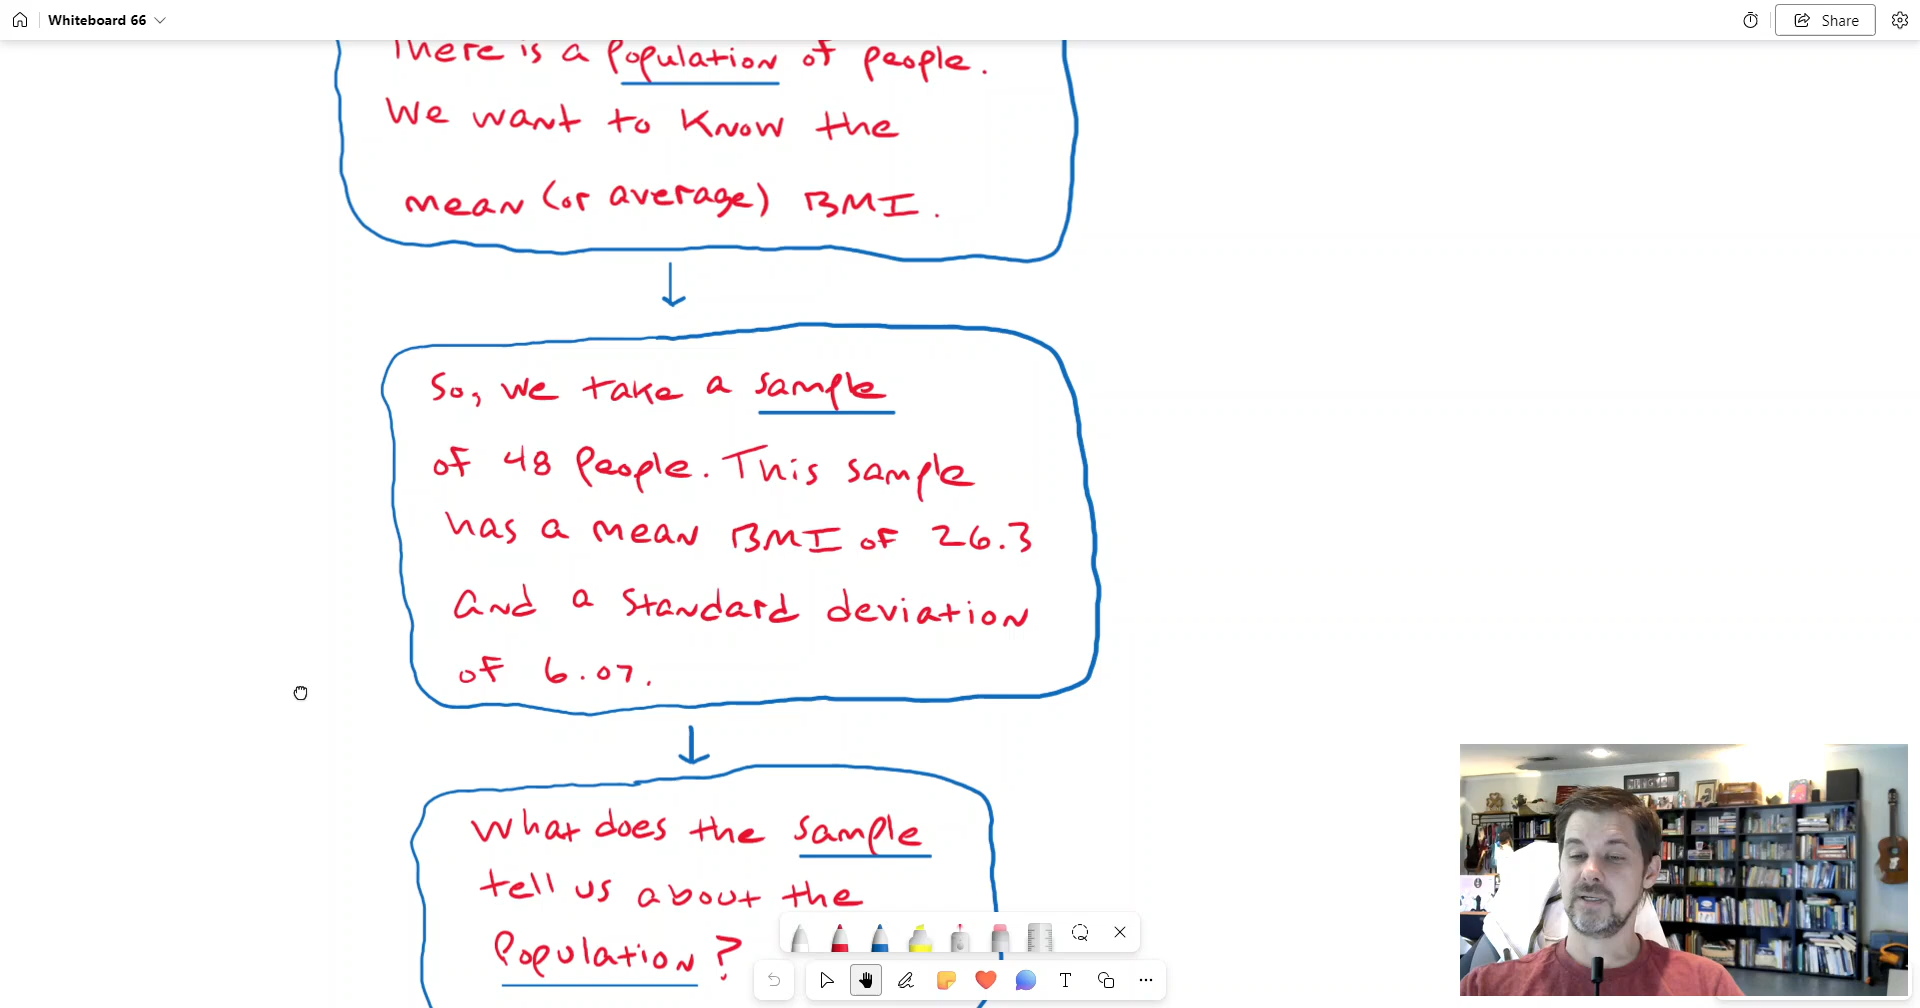 Whiteboard 66
Share
There is a Population of people.
We want to know the
mean (or average) BMI.
So, we take a sample
of 48 people. This sample
has a mean BMI of 26.3
and a standard deviation
of 6.07.
What does the sample
tell us about the
Population?
T